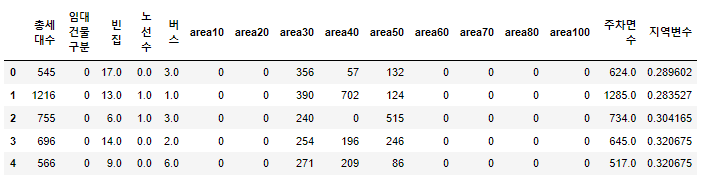 총세대수 임대건물구분 빈집 노선수 버스 area10 area20 area30 area40 area50 area60 area70 area80 area100 주차면수 지역변수
0 545 0 17.0 0.0 3.0 0 0 356 57 132 0 0 0 0 624.0 0.289602
1 1216 0 13.0 1.0 1.0 0 0 390 702 124 0 0 0 0 1285.0 0.283527
2 755 0 6.0 1.0 3.0 0 0 240 0 515 0 0 0 0 734.0 0.304165
3 696 0 14.0 0.0 2.0 0 0 254 196 246 0 0 0 0 645.0 0.320675
4 566 0 9.0 0.0 6.0 0 0 271 209 86 0 0 0 0 517.0 0.320675